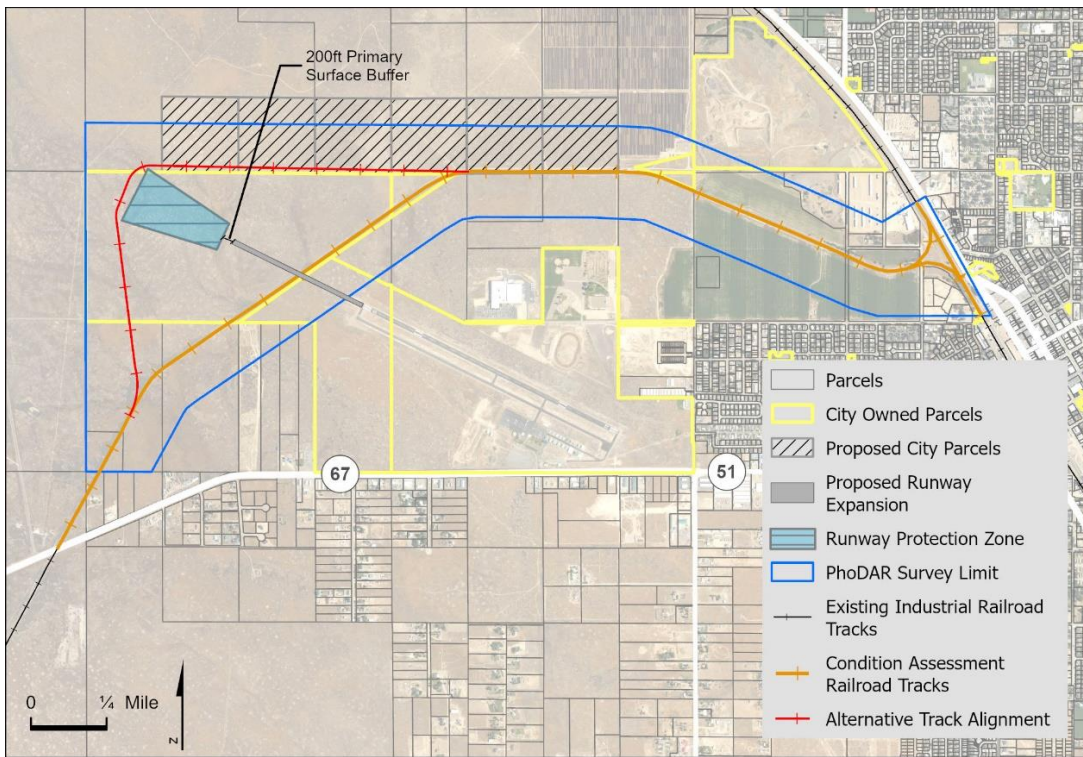 200ft Primary
Surface Buffer
67
51
Parcels
City Owned Parcels
Proposed City Parcels
Proposed Runway
Expansion
Runway Protection Zone
PhoDAR Survey Limit
Existing Industrial Railroad
Tracks
Condition Assessment
Railroad Tracks
Alternative Track Alignment
0 ¼ Mile
N